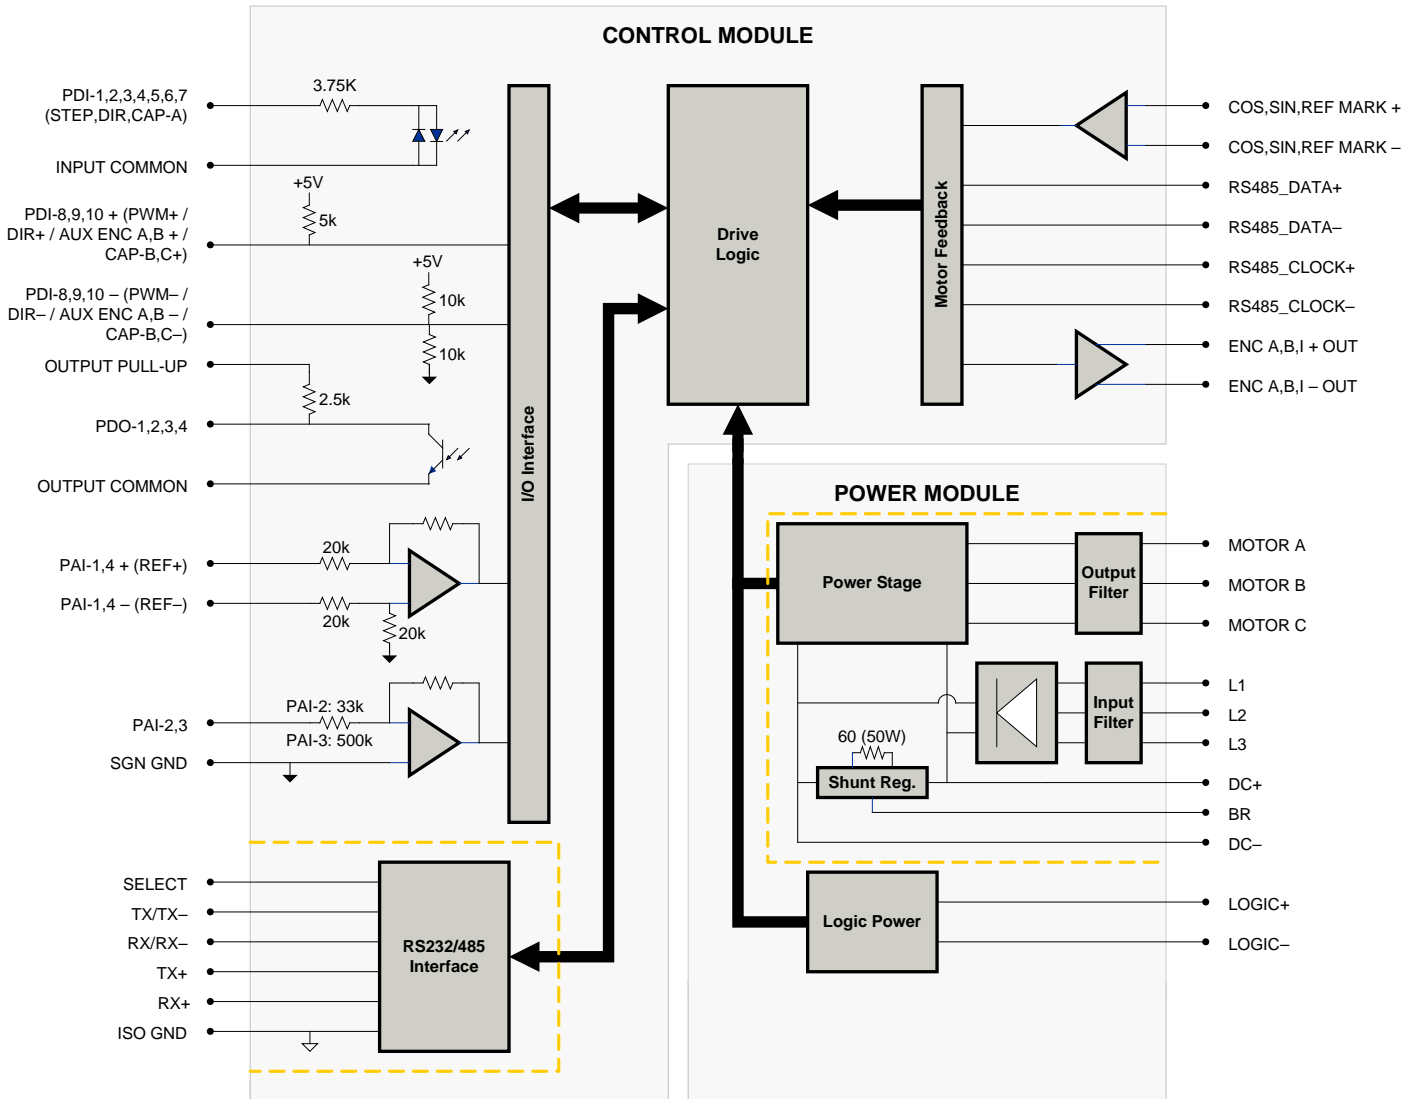 CONTROL MODULE
PDI-1,2,3,4,5,6,7
(STEP,DIR,CAP-A)
3.75K
INPUT COMMON
+5V
5k
PDI-8,9,10 + (PWM+ /
DIR+ / AUX ENC A,B + /
CAP-B,C+)
+5V
10k
10k
PDI-8,9,10 – (PWM– /
DIR– / AUX ENC A,B – /
CAP-B,C–)
OUTPUT PULL-UP
2.5k
PDO-1,2,3,4
OUTPUT COMMON
PAI-1,4 + (REF+)
20k
PAI-1,4 – (REF–)
20k
20k
PAI-2,3
PAI-2: 33k
PAI-3: 500k
SGN GND
I/O Interface
Drive
Logic
Motor Feedback
COS,SIN,REF MARK +
COS,SIN,REF MARK –
RS485_DATA+
RS485_DATA–
RS485_CLOCK+
RS485_CLOCK–
ENC A,B,I + OUT
ENC A,B,I – OUT
SELECT
TX/TX–
RX/RX–
TX+
RX+
ISO GND
RS232/485
Interface
POWER MODULE
Power Stage
Output
Filter
MOTOR A
MOTOR B
MOTOR C
Input
Filter
L1
L2
L3
60 (50W)
Shunt Reg.
DC+
BR
DC–
Logic Power
LOGIC+
LOGIC–